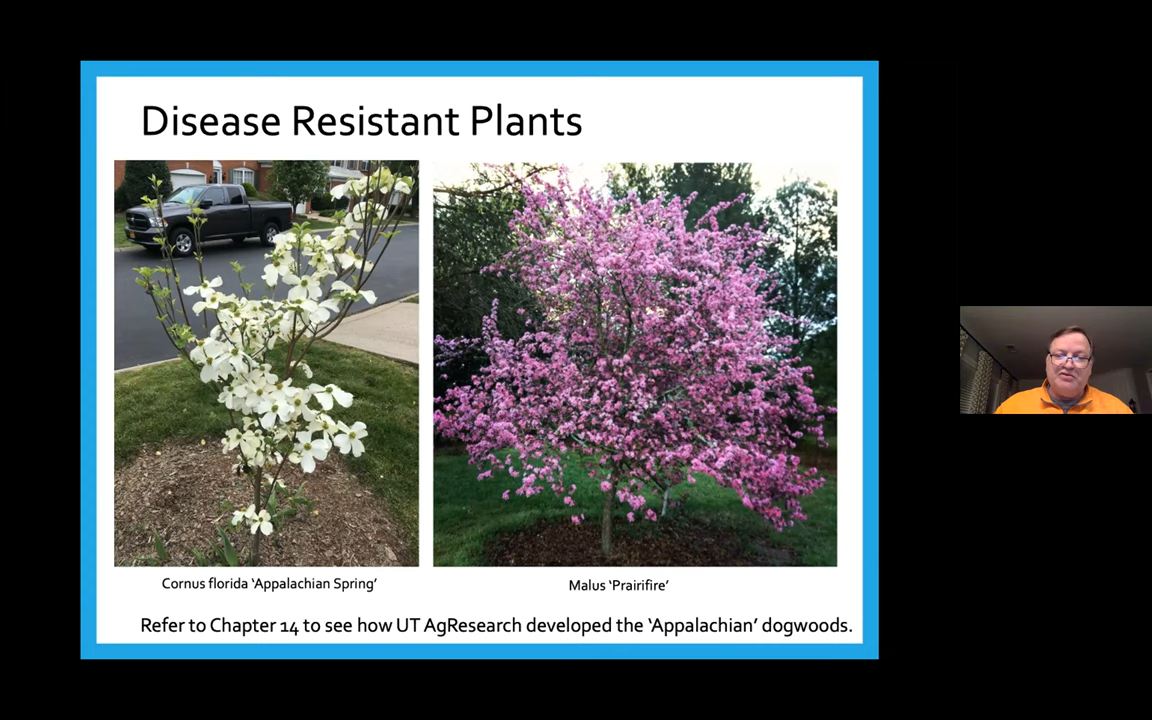 Disease Resistant Plants
Cornus florida ‘Appalachian Spring’
Malus ‘Prairifire’
Refer to Chapter 14 to see how UT AgResearch developed the ‘Appalachian’ dogwoods.